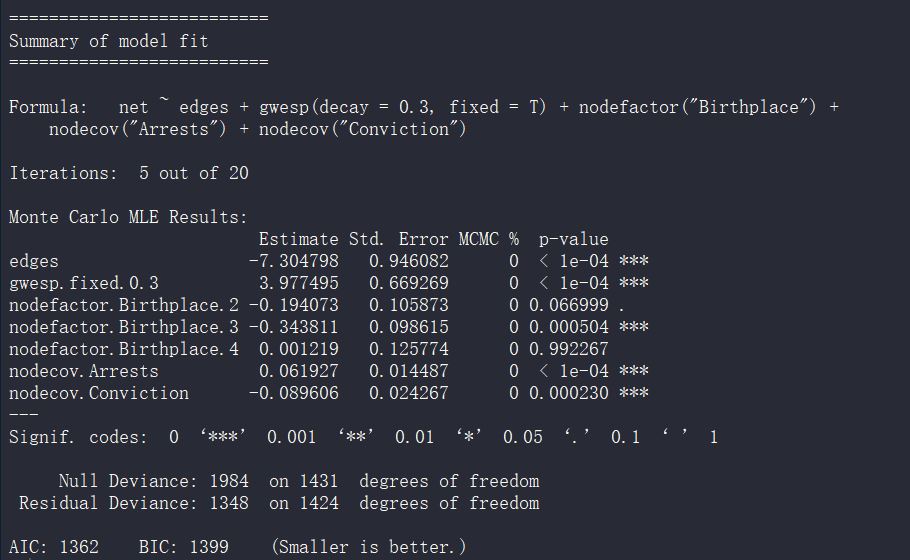 ==========================
Summary of model fit
==========================
Formula:   net ~ edges + gwesp(decay = 0.3, fixed = T) + nodefactor("Birthplace") +
    nodecov("Arrests") + nodecov("Conviction")
Iterations:  5 out of 20
Monte Carlo MLE Results:
                         Estimate Std. Error MCMC %  p-value
edges                   -7.304798   0.946082      0  < 1e-04 ***
gwesp.fixed.0.3          3.977495   0.669269      0  < 1e-04 ***
nodefactor.Birthplace.2 -0.194073   0.105873      0 0.066999 .
nodefactor.Birthplace.3 -0.343811   0.098615      0 0.000504 ***
nodefactor.Birthplace.4  0.001219   0.125774      0 0.992267
nodecov.Arrests          0.061927   0.014487      0  < 1e-04 ***
nodecov.Conviction      -0.089606   0.024267      0 0.000230 ***
---
Signif. codes:  0 ‘***’ 0.001 ‘**’ 0.01 ‘*’ 0.05 ‘.’ 0.1 ‘ ’ 1
     Null Deviance: 1984  on 1431  degrees of freedom
 Residual Deviance: 1348  on 1424  degrees of freedom
AIC: 1362    BIC: 1399    (Smaller is better.)